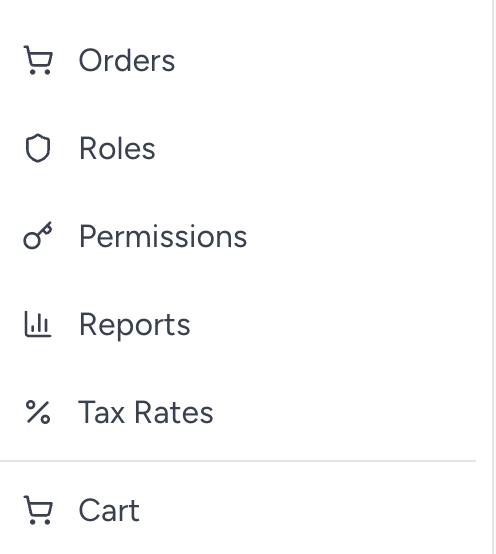 Orders
Roles
Permissions
Reports
Tax Rates
Cart